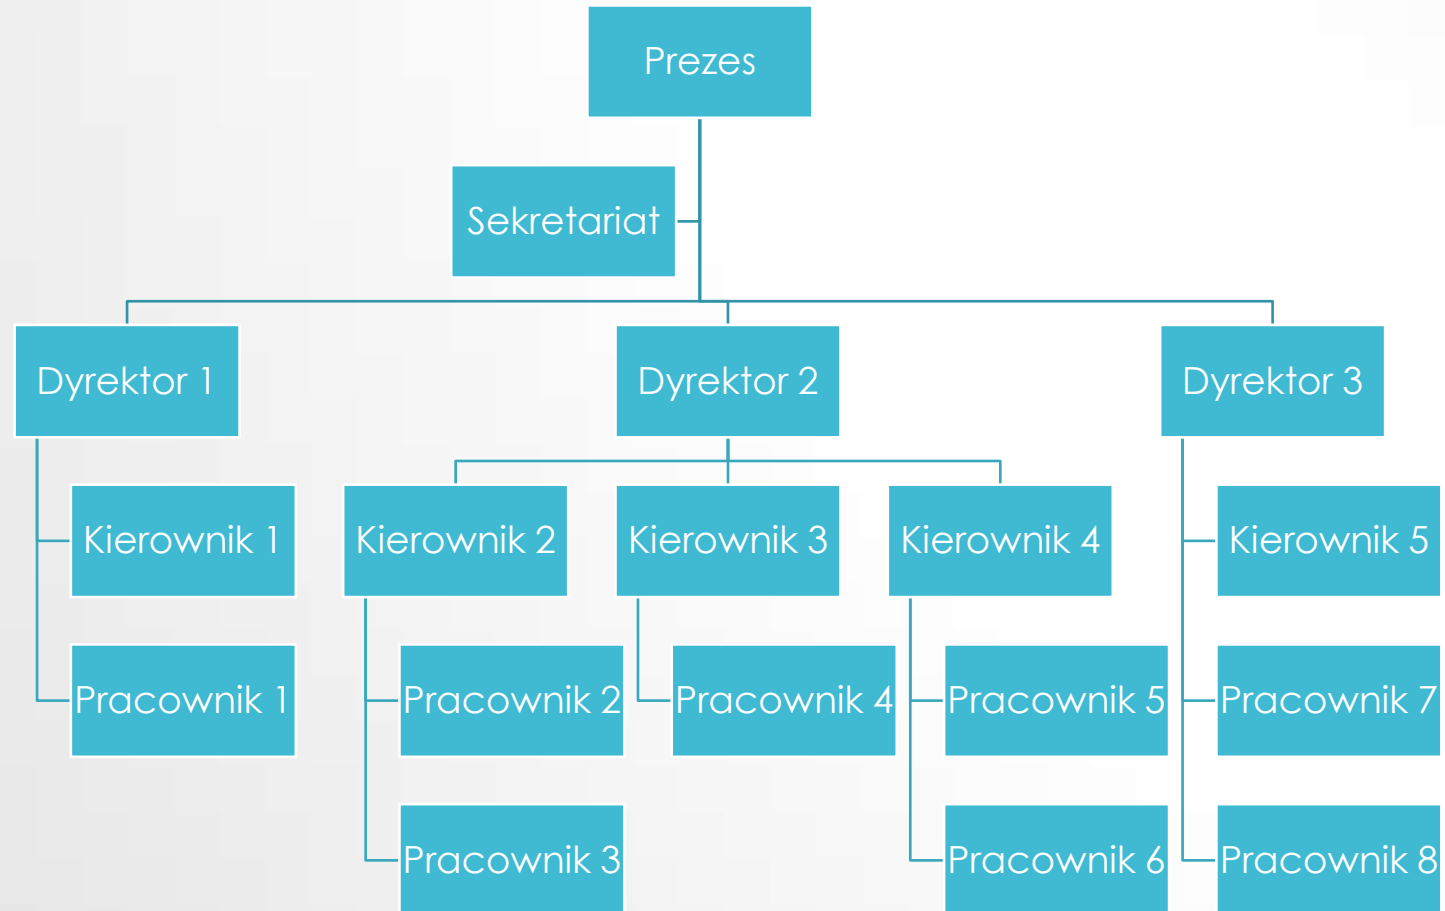 Prezes
Sekretariat
Dyrektor 1
Dyrektor 2
Dyrektor 3
Kierownik 1
Kierownik 2
Kierownik 3
Kierownik 4
Kierownik 5
Pracownik 1
Pracownik 2
Pracownik 4
Pracownik 5
Pracownik 7
Pracownik 3
Pracownik 6
Pracownik 8